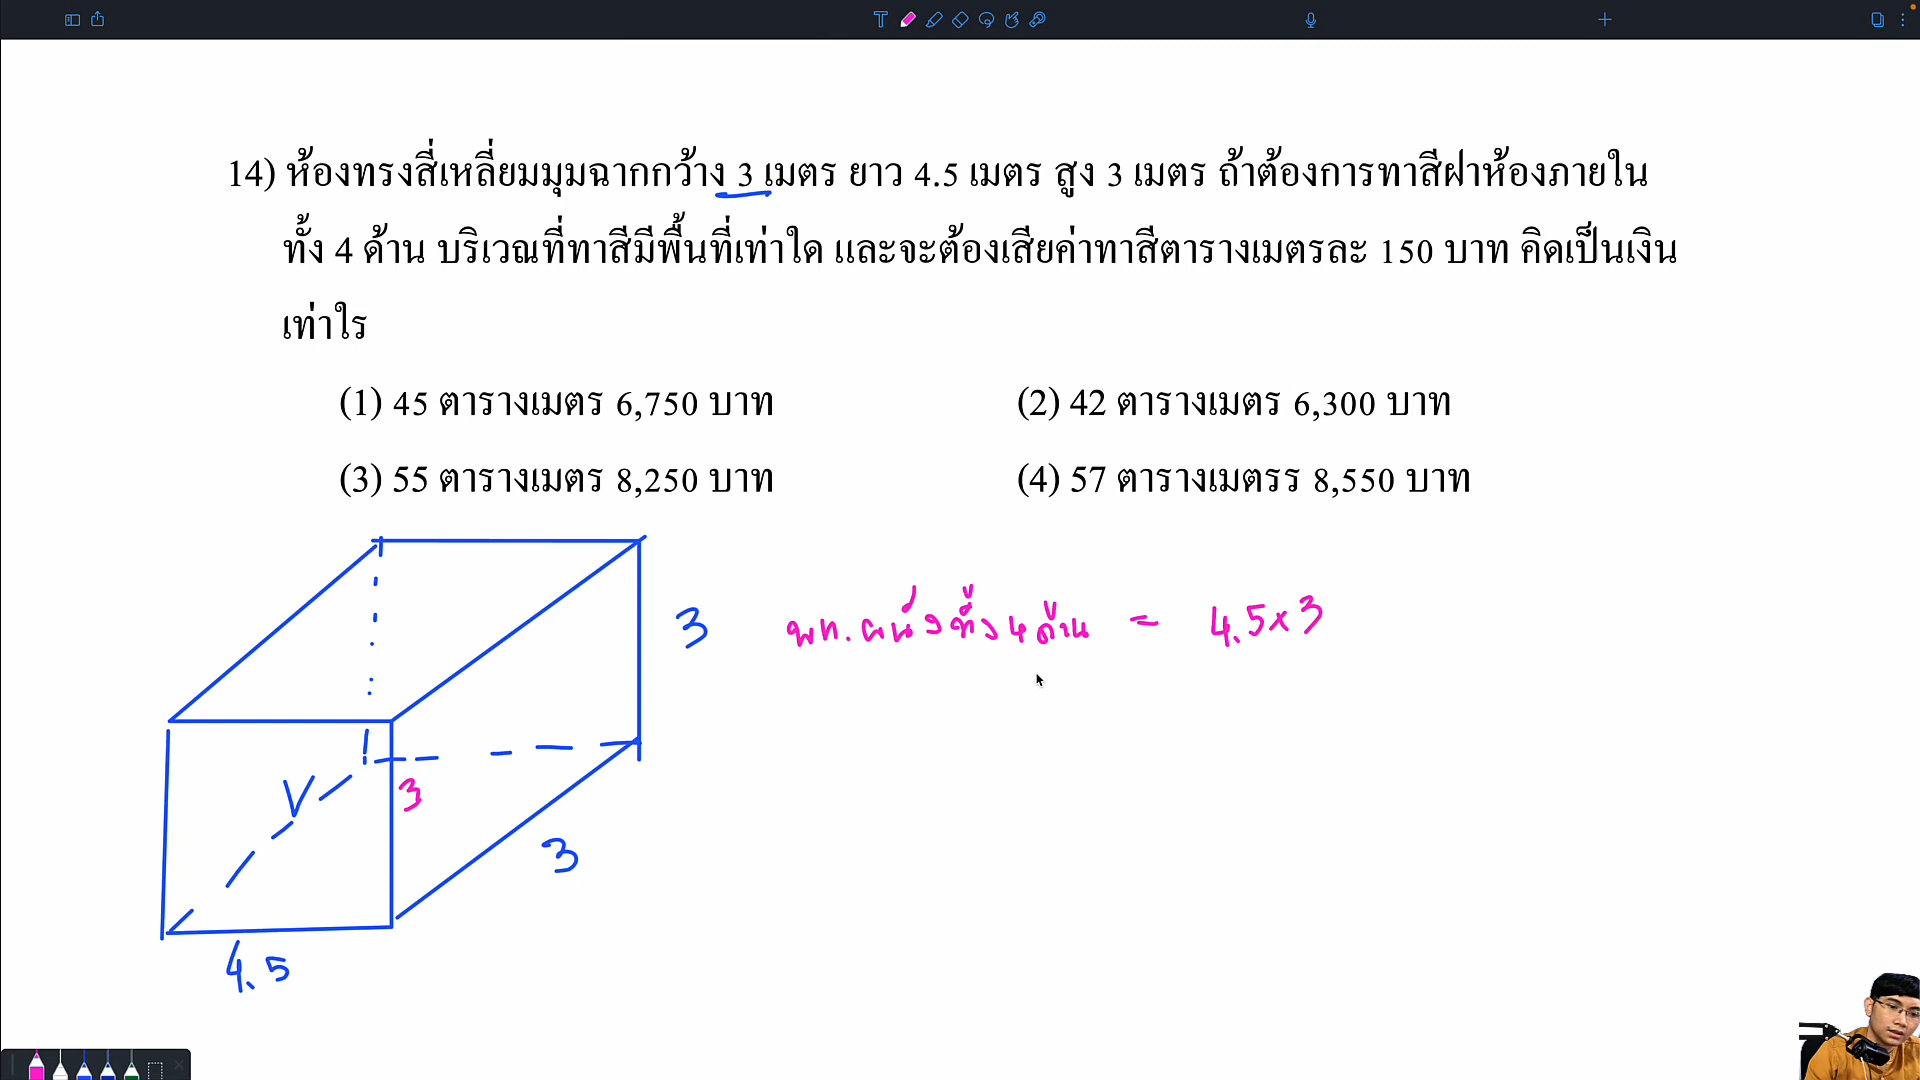 14) ห้องทรงสี่เหลี่ยมมุมฉากกว้าง 3 เมตร ยาว 4.5 เมตร สูง 3 เมตร ถ้าต้องการทาสีฝาห้องภายใน
ทั้ง 4 ด้าน บริเวณที่ทาสีมีพื้นที่เท่าใด และจะต้องเสียค่าทาสีตารางเมตรละ 150 บาท คิดเป็นเงิน
เท่าไร
(1) 45 ตารางเมตร 6,750 บาท
(2) 42 ตารางเมตร 6,300 บาท
(3) 55 ตารางเมตร 8,250 บาท
(4) 57 ตารางเมตรร 8,550 บาท
3
พท. ผนังทั้ง 4 ด้าน = 4.5 × 3
V
3
3
4.5